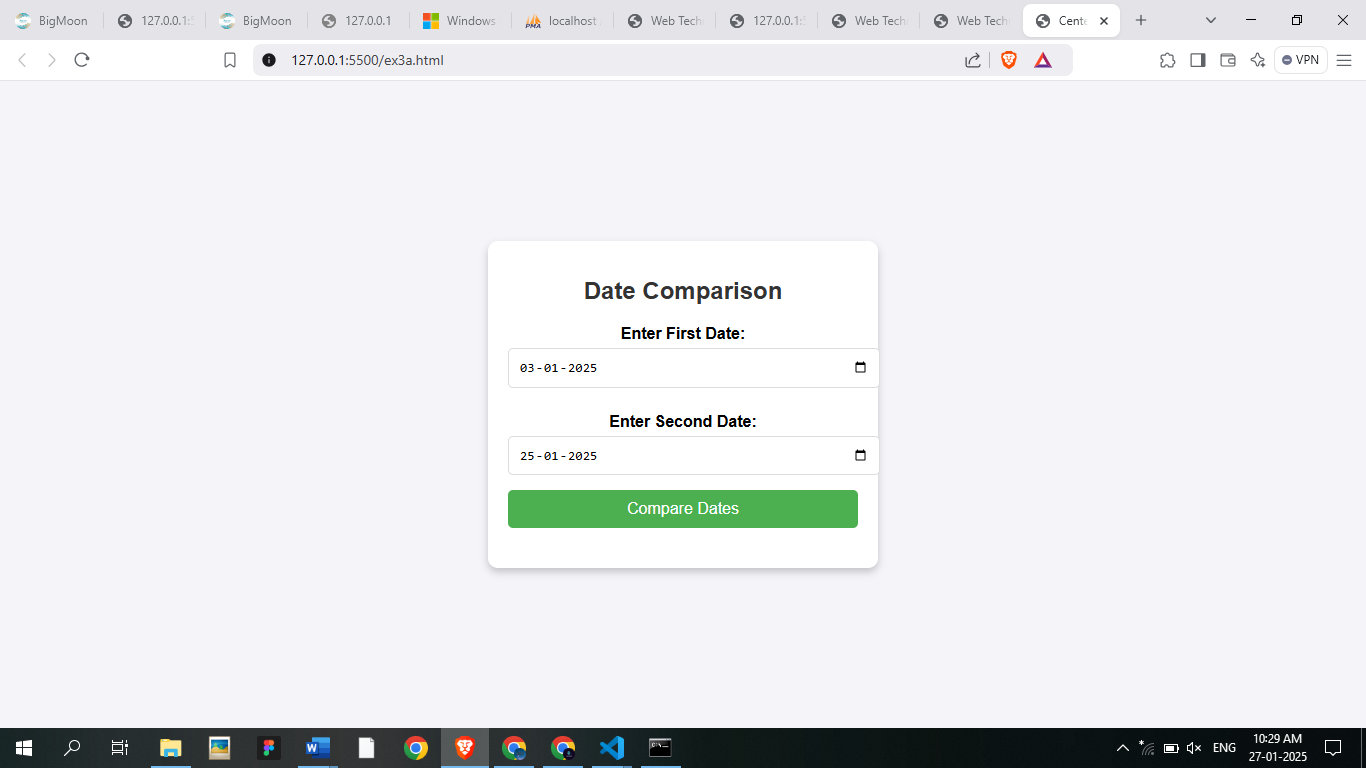 BigMoon
127.0.0.1:5
BigMoon
127.0.0.1
Windows
localhost
Web Tech
127.0.0.1:5
Web Tech
Web Tech
Cente
127.0.0.1:5500/ex3a.html
VPN
Date Comparison
Enter First Date:
03-01-2025
Enter Second Date:
25-01-2025
Compare Dates
ENG
10:29 AM
27-01-2025